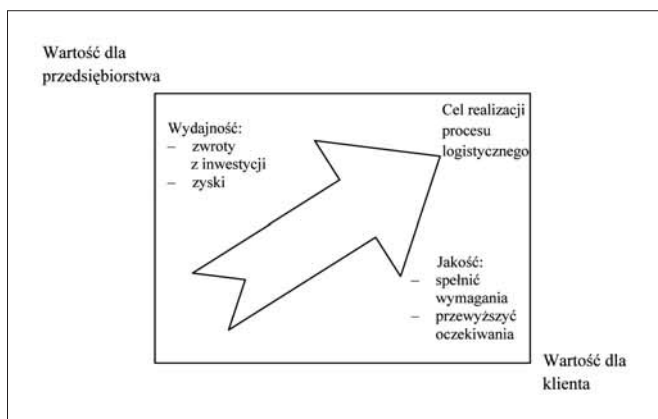 Wartość dla
przedsiębiorstwa
Cel realizacji
procesu
logistycznego
Wydajność:
– zwroty
z inwestycji
– zyski
Jakość:
– spełnić
wymagania
– przewyższyć
oczekiwania
Wartość dla
klienta